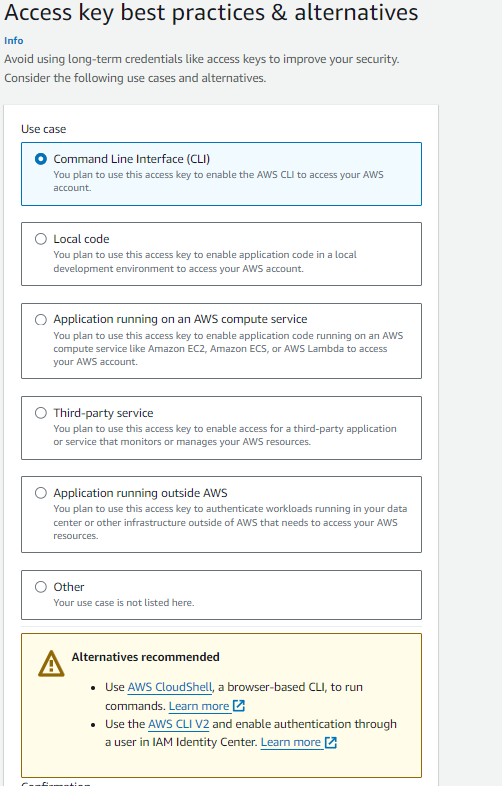 Access key best practices & alternatives
Info
Avoid using long-term credentials like access keys to improve your security.
Consider the following use cases and alternatives.
Use case
Command Line Interface (CLI)
You plan to use this access key to enable the AWS CLI to access your AWS
account.
Local code
You plan to use this access key to enable application code in a local
development environment to access your AWS account.
Application running on an AWS compute service
You plan to use this access key to enable application code running on an AWS
compute service like Amazon EC2, Amazon ECS, or AWS Lambda to access
your AWS account.
Third-party service
You plan to use this access key to enable access for a third-party application
or service that monitors or manages your AWS resources.
Application running outside AWS
You plan to use this access key to authenticate workloads running in your data
center or other infrastructure outside of AWS that needs to access your AWS
resources.
Other
Your use case is not listed here.
Alternatives recommended
• Use AWS CloudShell, a browser-based CLI, to run
commands. Learn more
• Use the AWS CLI V2 and enable authentication through
a user in IAM Identity Center. Learn more
Confirmation